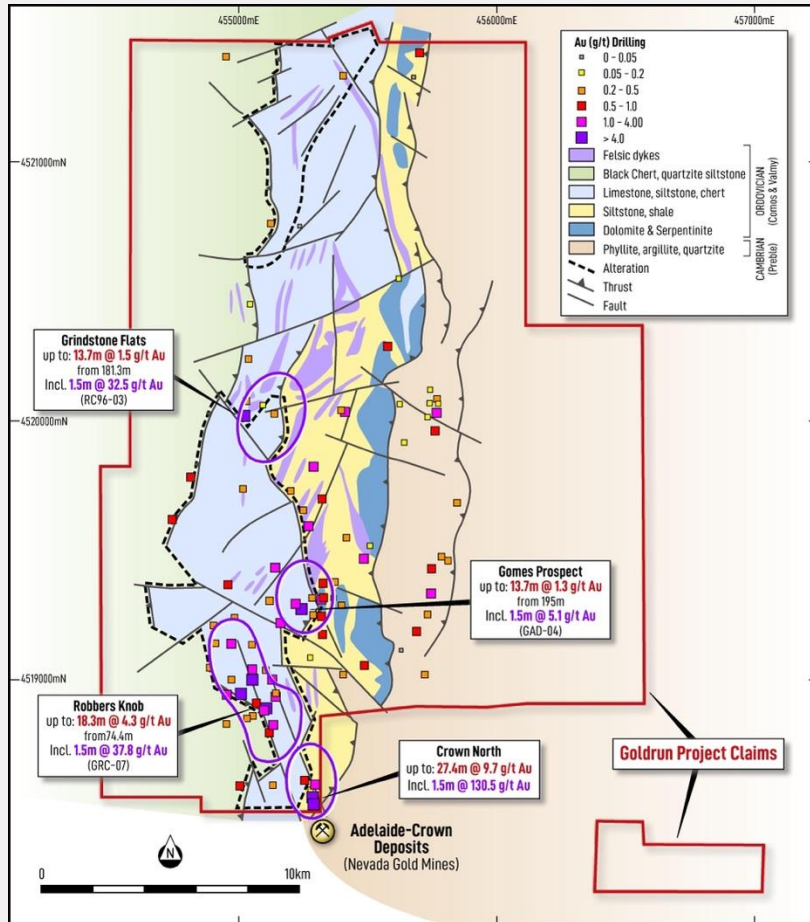 455000mE
456000mE
457000mE
4521000mN
4520000mN
4519000mN
Au (g/t) Drilling
0 – 0.05
0.05 – 0.2
0.2 – 0.5
0.5 – 1.0
1.0 – 4.00
> 4.0
Felsic dykes
Black Chert, quartzite siltstone
Limestone, siltstone, chert
Siltstone, shale
Dolomite & Serpentinite
Phyllite, argillite, quartzite
Alteration
Thrust
Fault
ORDOVICIAN
(Comos & Valmy)
CAMBRIAN
(Preble)
Grindstone Flats
up to: 13.7m @ 1.5 g/t Au
from 181.3m
Incl. 1.5m @ 32.5 g/t Au
(RC96-03)
Gomes Prospect
up to: 13.7m @ 1.3 g/t Au
from 195m
Incl. 1.5m @ 5.1 g/t Au
(GAD-04)
Robbers Knob
up to: 18.3m @ 4.3 g/t Au
from74.4m
Incl. 1.5m @ 37.8 g/t Au
(GRC-07)
Crown North
up to: 27.4m @ 9.7 g/t Au
Incl. 1.5m @ 130.5 g/t Au
Goldrun Project Claims
Adelaide-Crown
Deposits
(Nevada Gold Mines)
N
0
10km